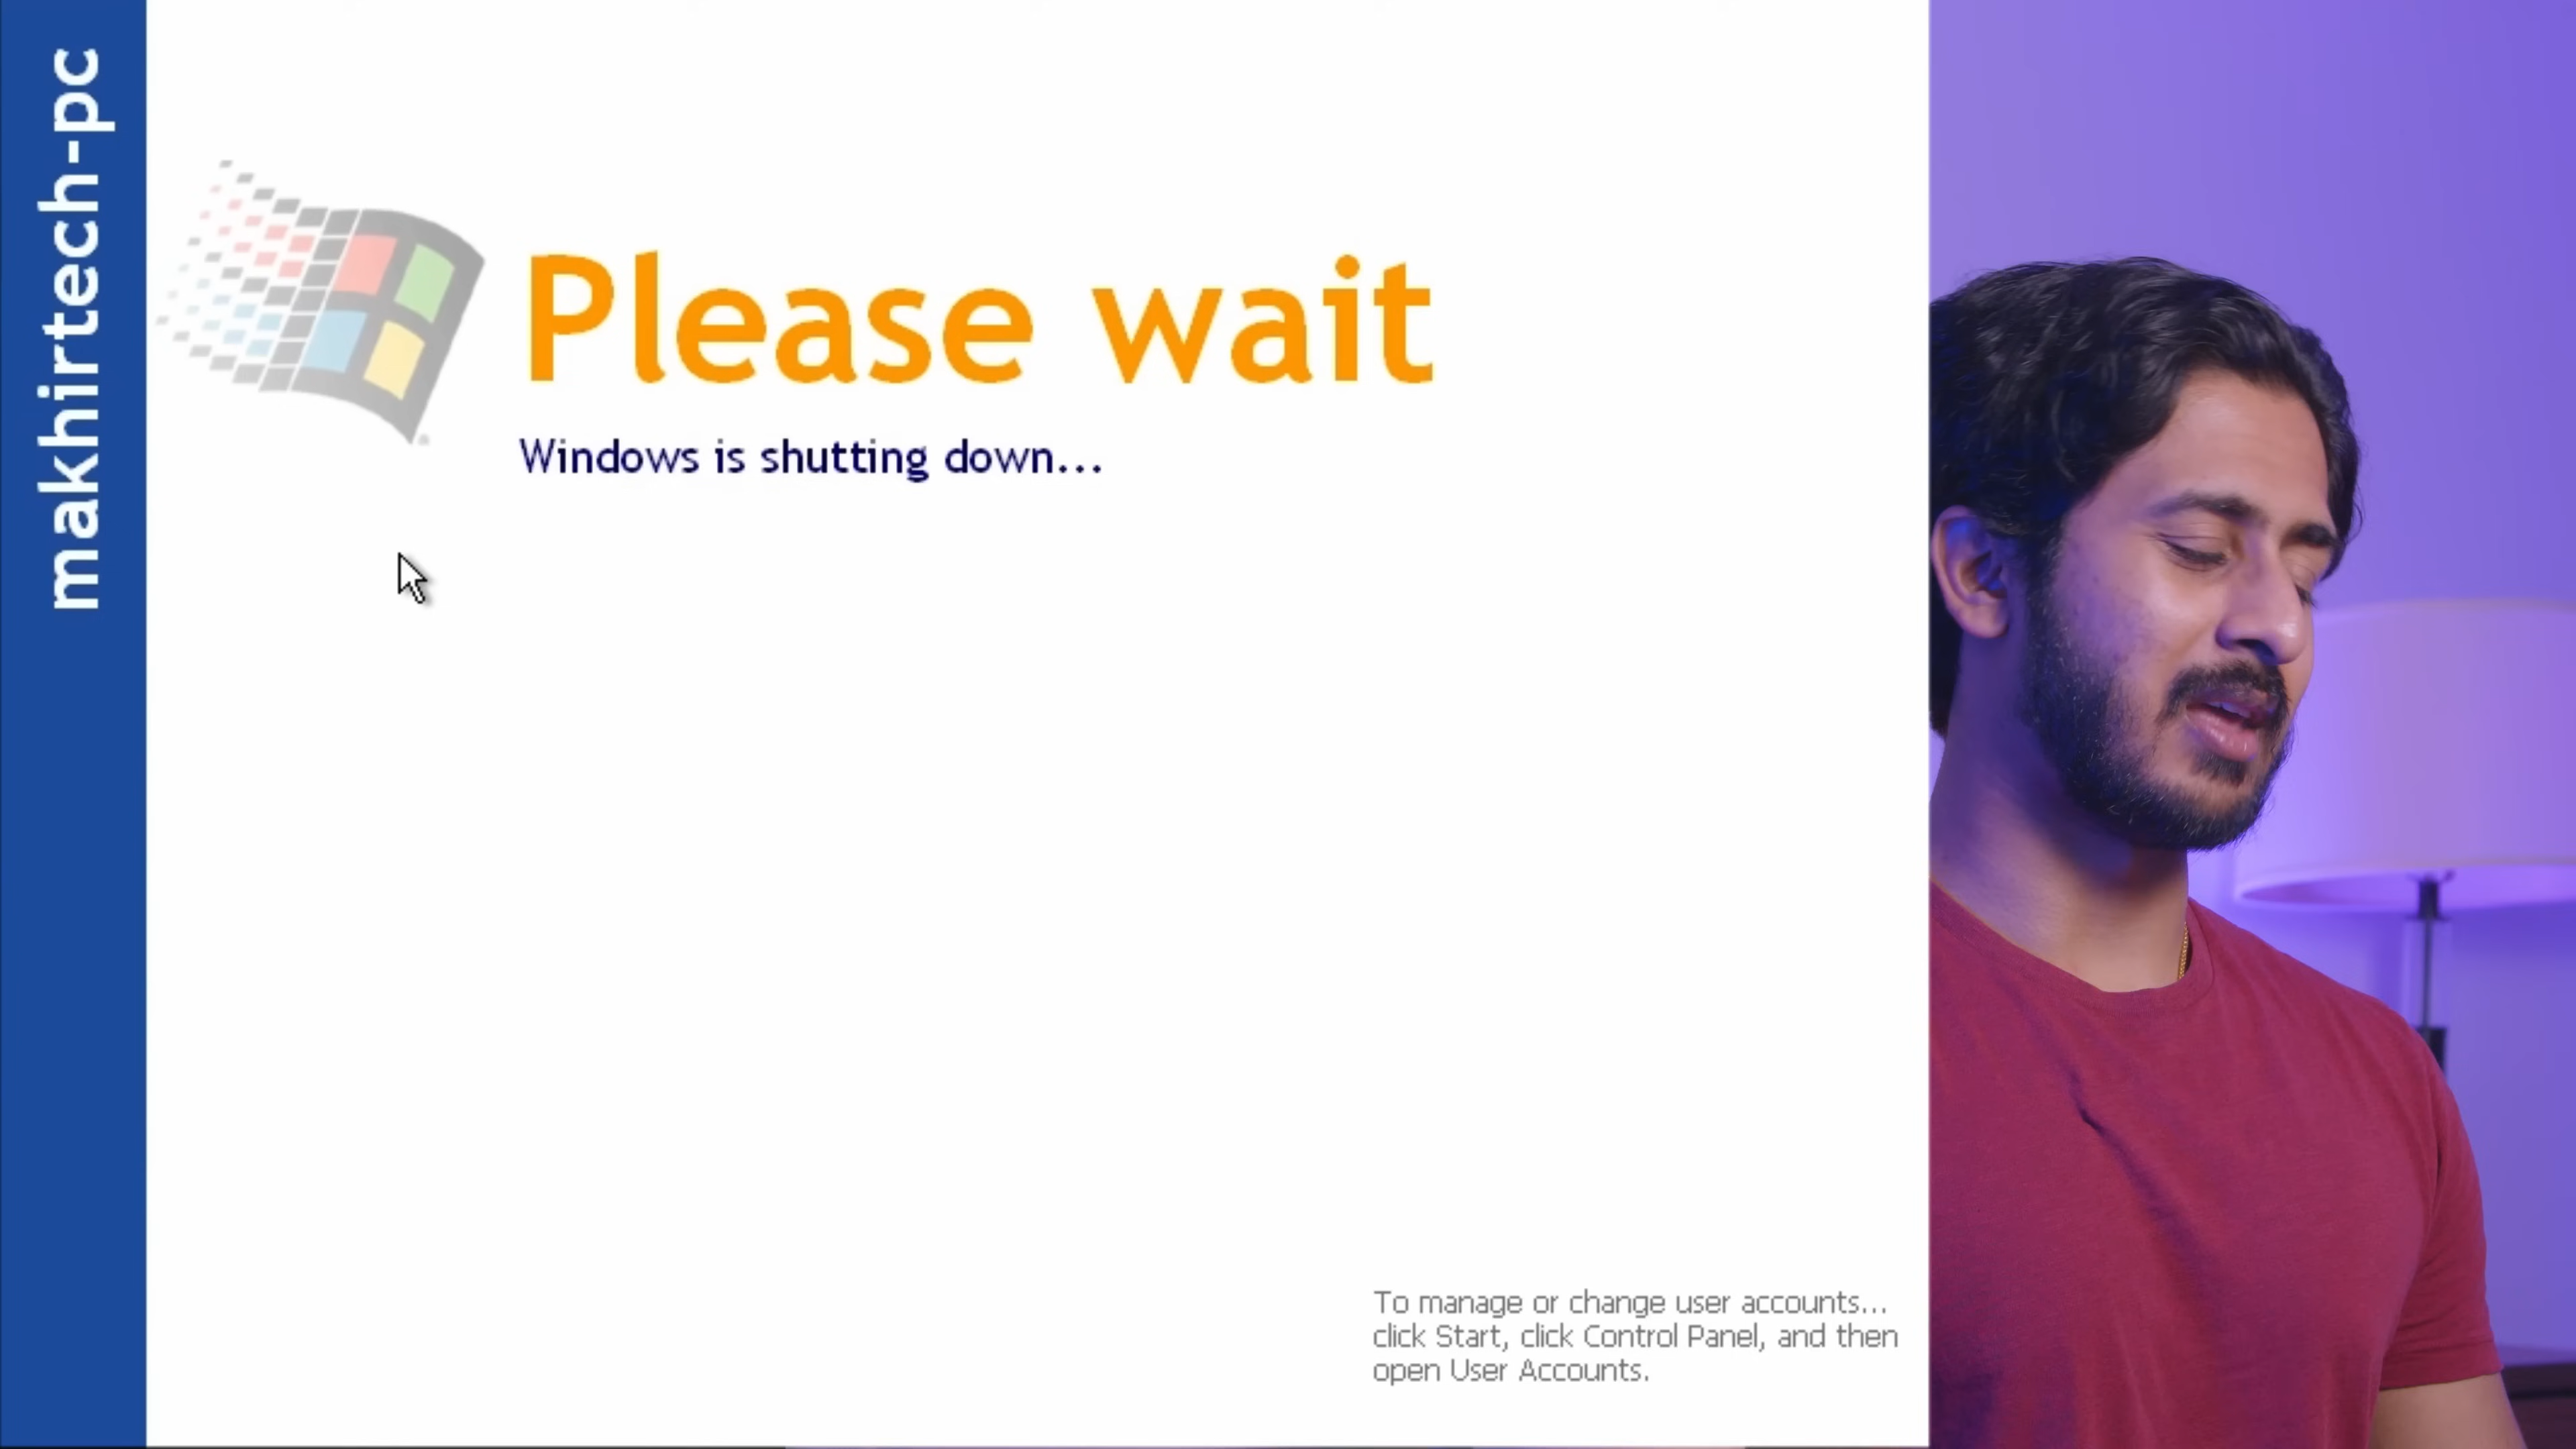 makhirtech-pc
Please wait
Windows is shutting down...
To manage or change user accounts...
click Start, click Control Panel, and then
open User Accounts.